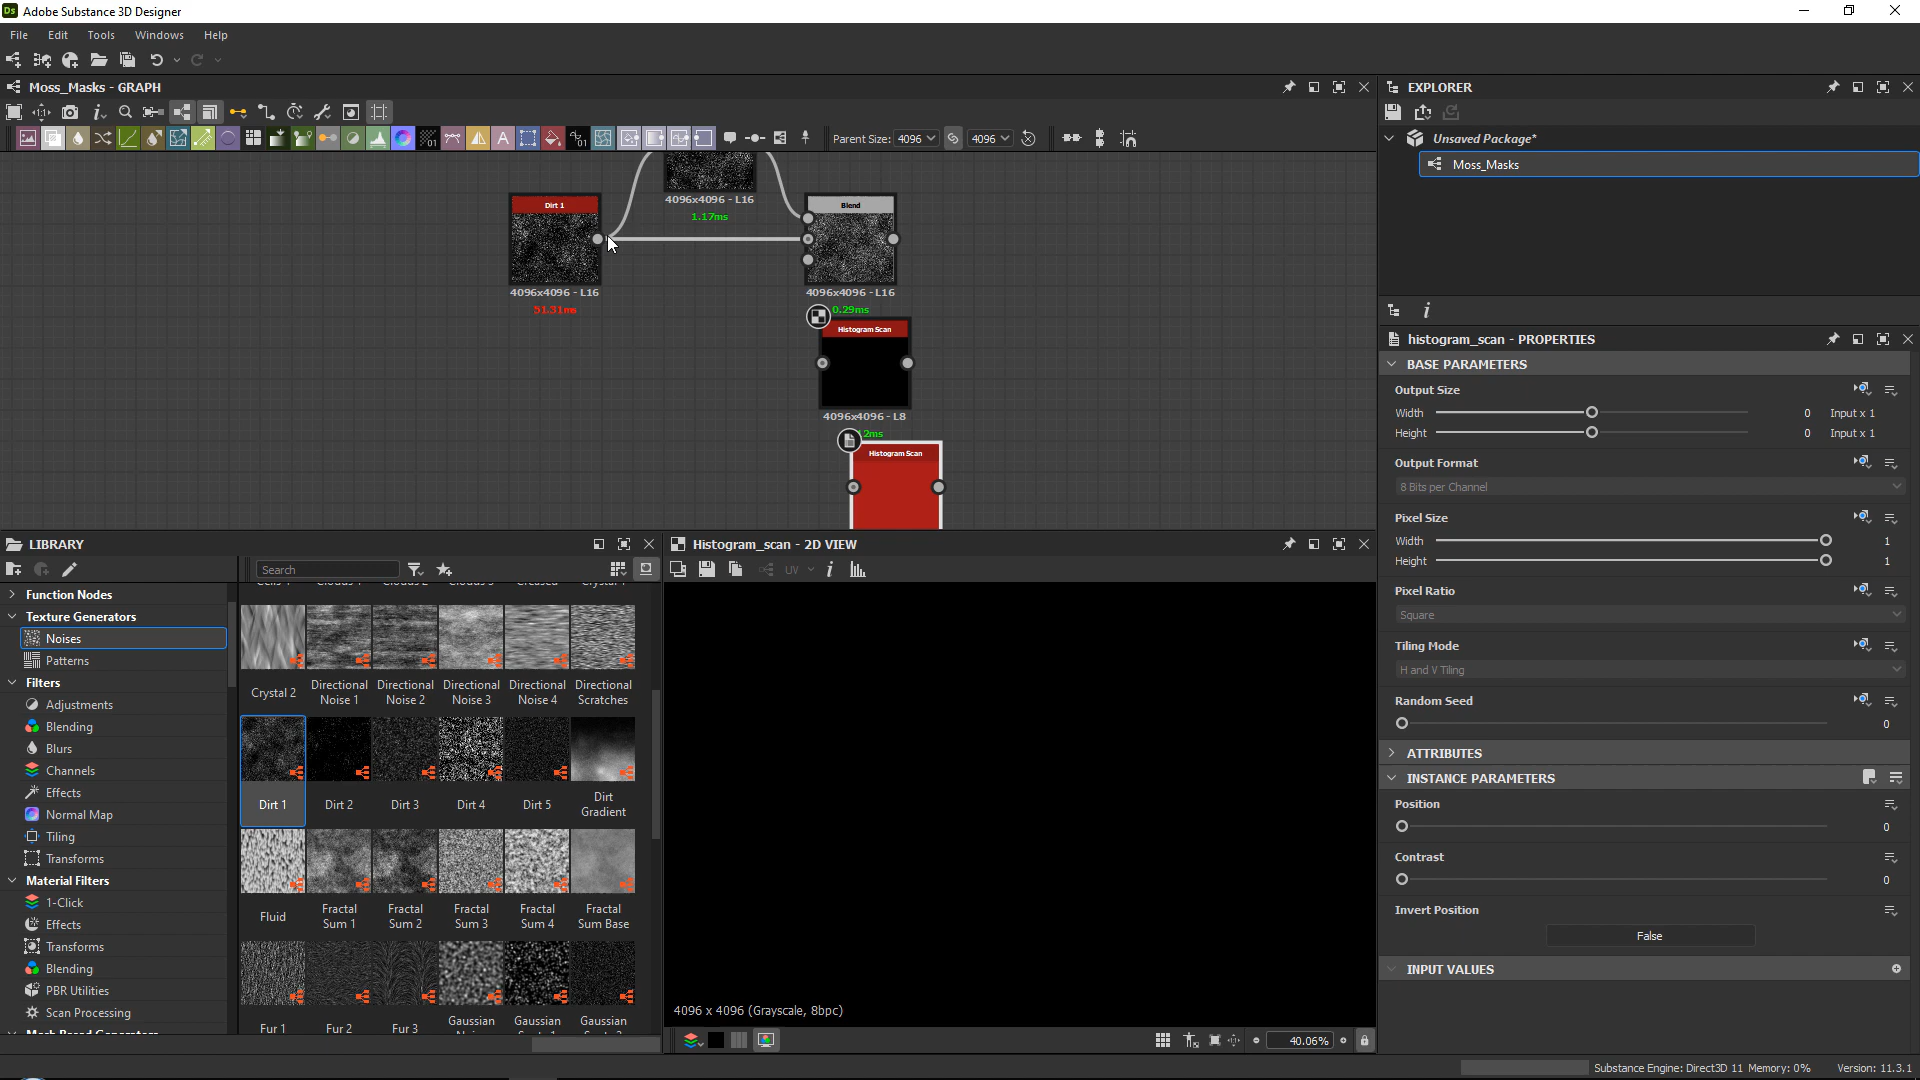 Ds Adobe Substance 3D Designer
File Edit Tools Windows Help
Moss_Masks - GRAPH
Parent Size: 4096 4096
4096x4096 - L16
1.17ms
Dirt 1
4096x4096 - L16
51.31ms
Blend
4096x4096 - L16
0.29ms
Histogram Scan
4096x4096 - L8
2ms
Histogram Scan
EXPLORER
Unsaved Package*
Moss_Masks
histogram_scan - PROPERTIES
BASE PARAMETERS
Output Size
Width 0 Input x 1
Height 0 Input x 1
Output Format
8 Bits per Channel
Pixel Size
Width 1
Height 1
Pixel Ratio
Square
Tiling Mode
H and V Tiling
Random Seed
0
ATTRIBUTES
INSTANCE PARAMETERS
Position
0
Contrast
0
Invert Position
False
INPUT VALUES
LIBRARY
Search
Function Nodes
Texture Generators
Noises
Patterns
Filters
Adjustments
Blending
Blurs
Channels
Effects
Normal Map
Tiling
Transforms
Material Filters
1-Click
Effects
Transforms
Blending
PBR Utilities
Scan Processing
Crystal 2
Directional Noise 1
Directional Noise 2
Directional Noise 3
Directional Noise 4
Directional Scratches
Dirt 1
Dirt 2
Dirt 3
Dirt 4
Dirt 5
Dirt Gradient
Fluid
Fractal Sum 1
Fractal Sum 2
Fractal Sum 3
Fractal Sum 4
Fractal Sum Base
Fur 1
Fur 2
Fur 3
Gaussian
Gaussian
Gaussian
Histogram_scan - 2D VIEW
UV
4096 x 4096 (Grayscale, 8bpc)
40.06%
Substance Engine: Direct3D 11 Memory: 0% Version: 11.3.1